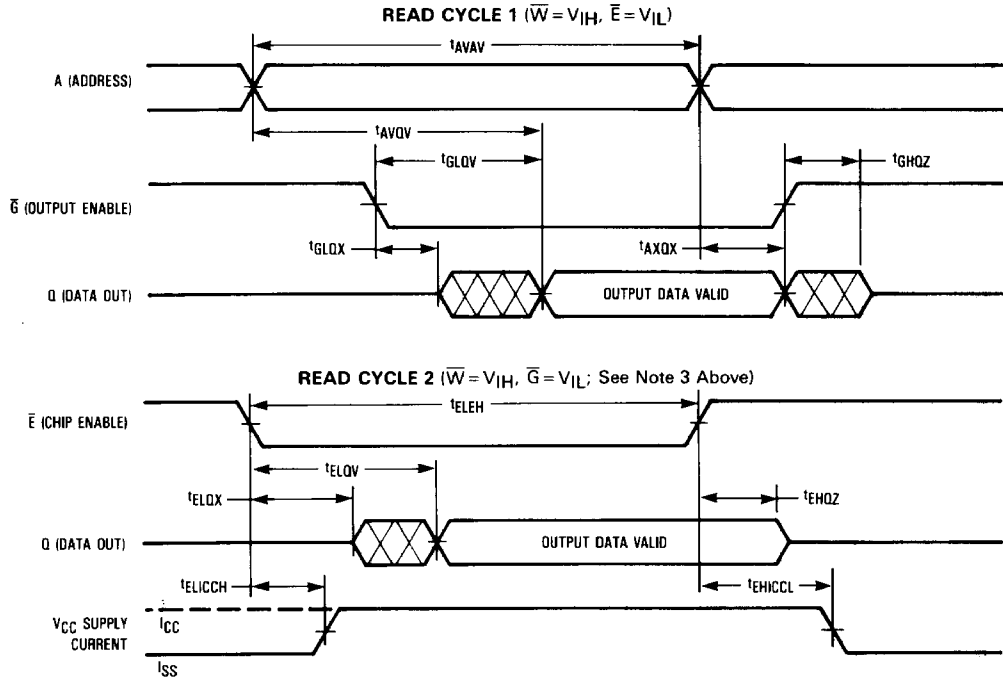 READ CYCLE 1 (W̅ = VIH, E̅ = VIL)
tAVAV
A (ADDRESS)
tAVQV
tGLQV
tGHQZ
G̅ (OUTPUT ENABLE)
tGLQX
tAXQX
Q (DATA OUT)
OUTPUT DATA VALID
READ CYCLE 2 (W̅ = VIH, G̅ = VIL; See Note 3 Above)
tELEH
E̅ (CHIP ENABLE)
tELQV
tELQX
tEHQZ
Q (DATA OUT)
OUTPUT DATA VALID
tELICCH
tEHICCL
ICC
VCC SUPPLY
CURRENT
ISS